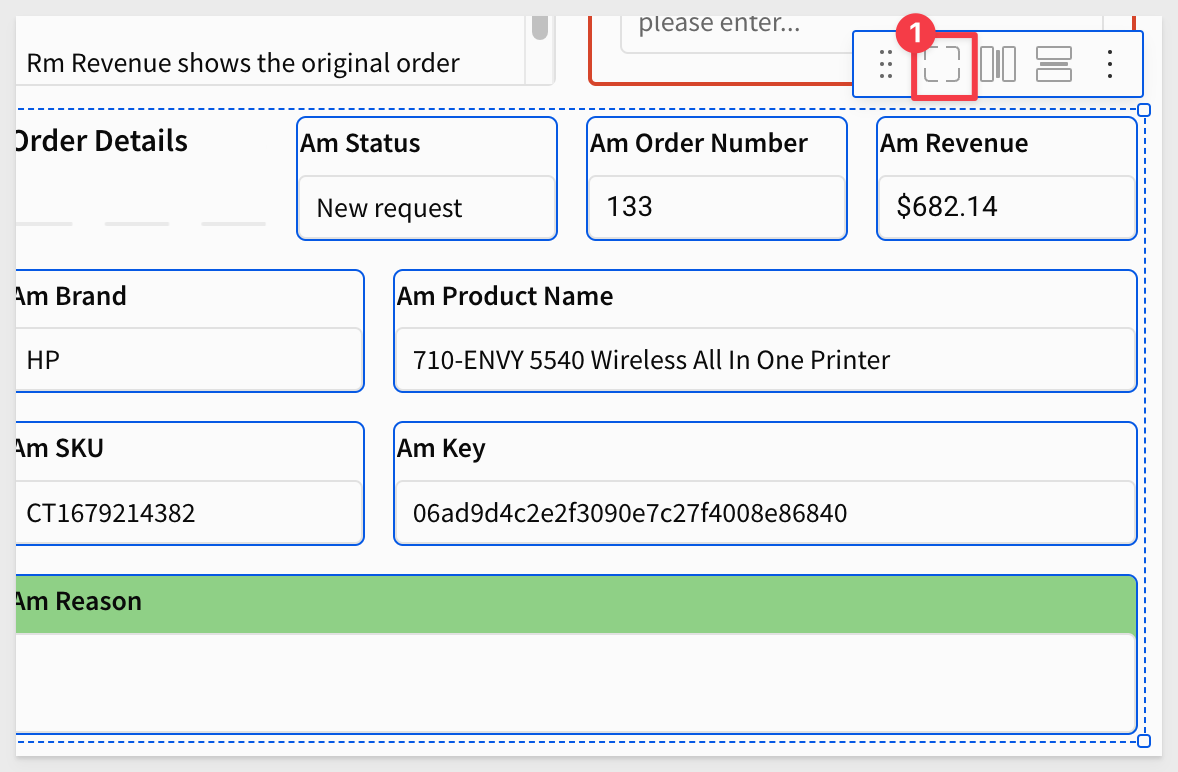 please enter...
1
Rm Revenue shows the original order
Order Details
Am Status
Am Order Number
Am Revenue
New request
133
$682.14
Am Brand
Am Product Name
HP
710-ENVY 5540 Wireless All In One Printer
Am SKU
Am Key
CT1679214382
06ad9d4c2e2f3090e7c27f4008e86840
Am Reason